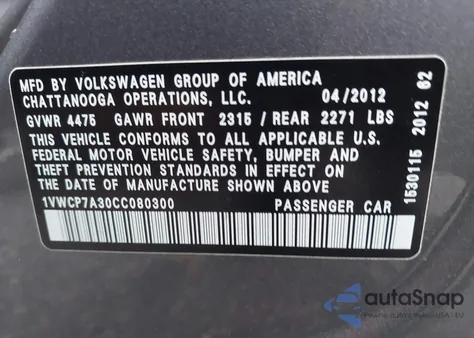 MFD BY VOLKSWAGEN GROUP OF AMERICA
CHATTANOOGA OPERATIONS, LLC. 04/2012
GVWR 4475 GAWR FRONT 2315 / REAR 2271 LBS
THIS VEHICLE CONFORMS TO ALL APPLICABLE U.S.
FEDERAL MOTOR VEHICLE SAFETY, BUMPER AND
THEFT PREVENTION STANDARDS IN EFFECT ON
THE DATE OF MANUFACTURE SHOWN ABOVE
1VWCP7A30CC080300 PASSENGER CAR
1530115 2012 62
autoSnap